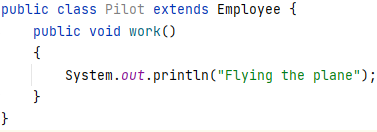 public class Pilot extends Employee {
    public void work()
    {
        System.out.println("Flying the plane");
    }
}